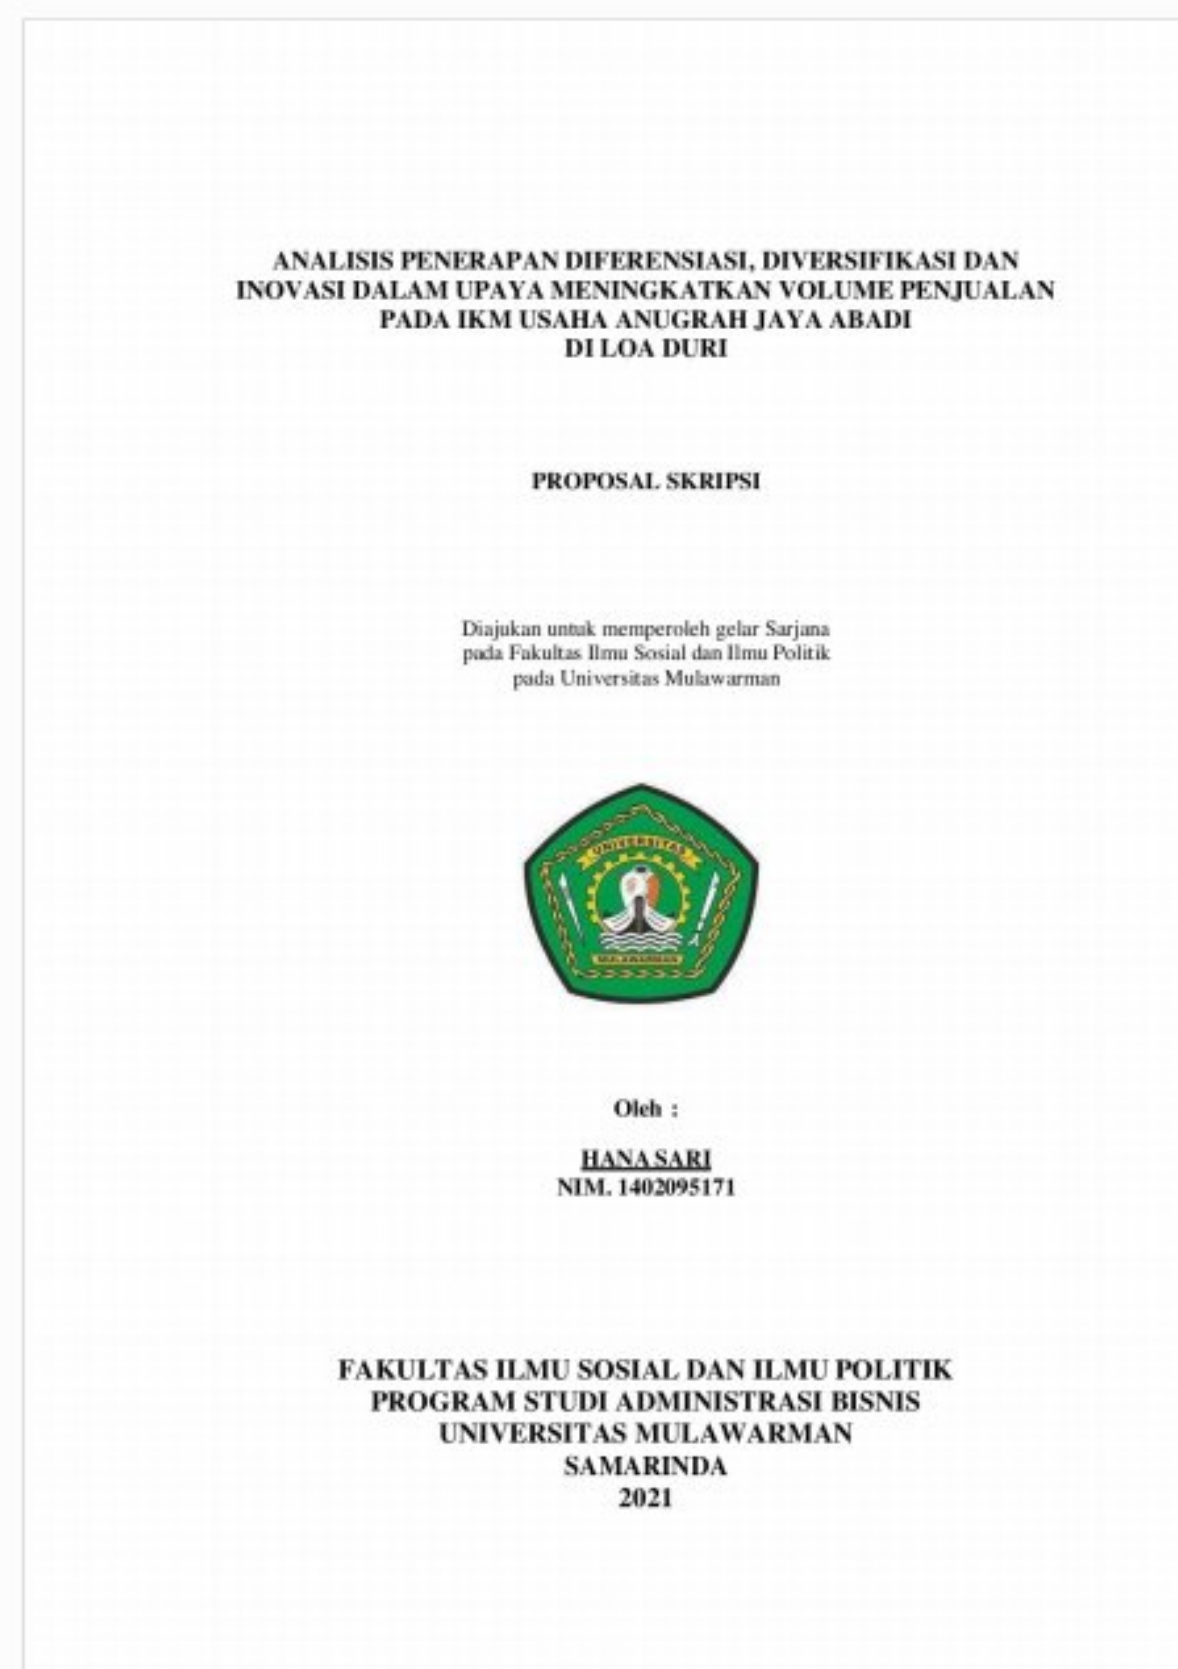 ANALISIS PENERAPAN DIFERENSIASI, DIVERSIFIKASI DAN
INOVASI DALAM UPAYA MENINGKATKAN VOLUME PENJUALAN
PADA IKM USAHA ANUGRAH JAYA ABADI
DI LOA DURI
PROPOSAL SKRIPSI
Diajukan untuk memperoleh gelar Sarjana
pada Fakultas Ilmu Sosial dan Ilmu Politik
pada Universitas Mulawarman
UNIVERSITAS
MULAWARMAN
Oleh :
HANA SARI
NIM. 1402095171
FAKULTAS ILMU SOSIAL DAN ILMU POLITIK
PROGRAM STUDI ADMINISTRASI BISNIS
UNIVERSITAS MULAWARMAN
SAMARINDA
2021